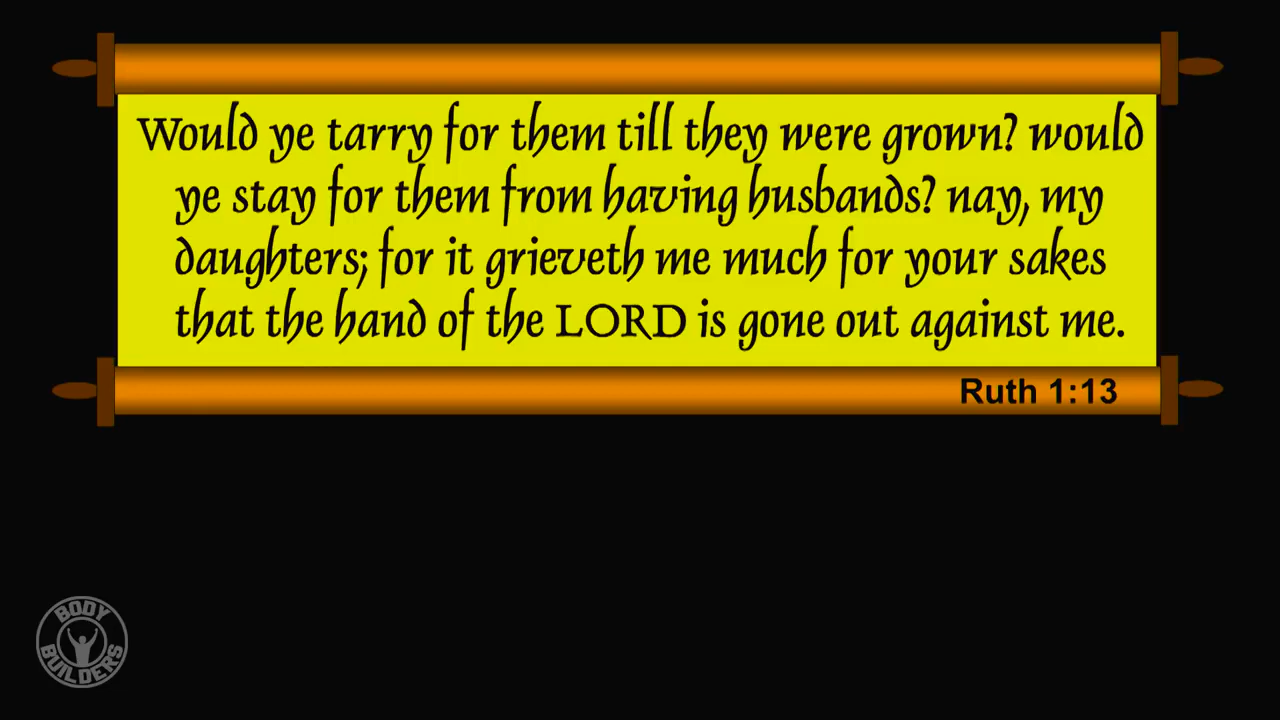 Would ye tarry for them till they were grown? would
ye stay for them from having husbands? nay, my
daughters; for it grieveth me much for your sakes
that the hand of the LORD is gone out against me.
Ruth 1:13
BODY
BUILDERS